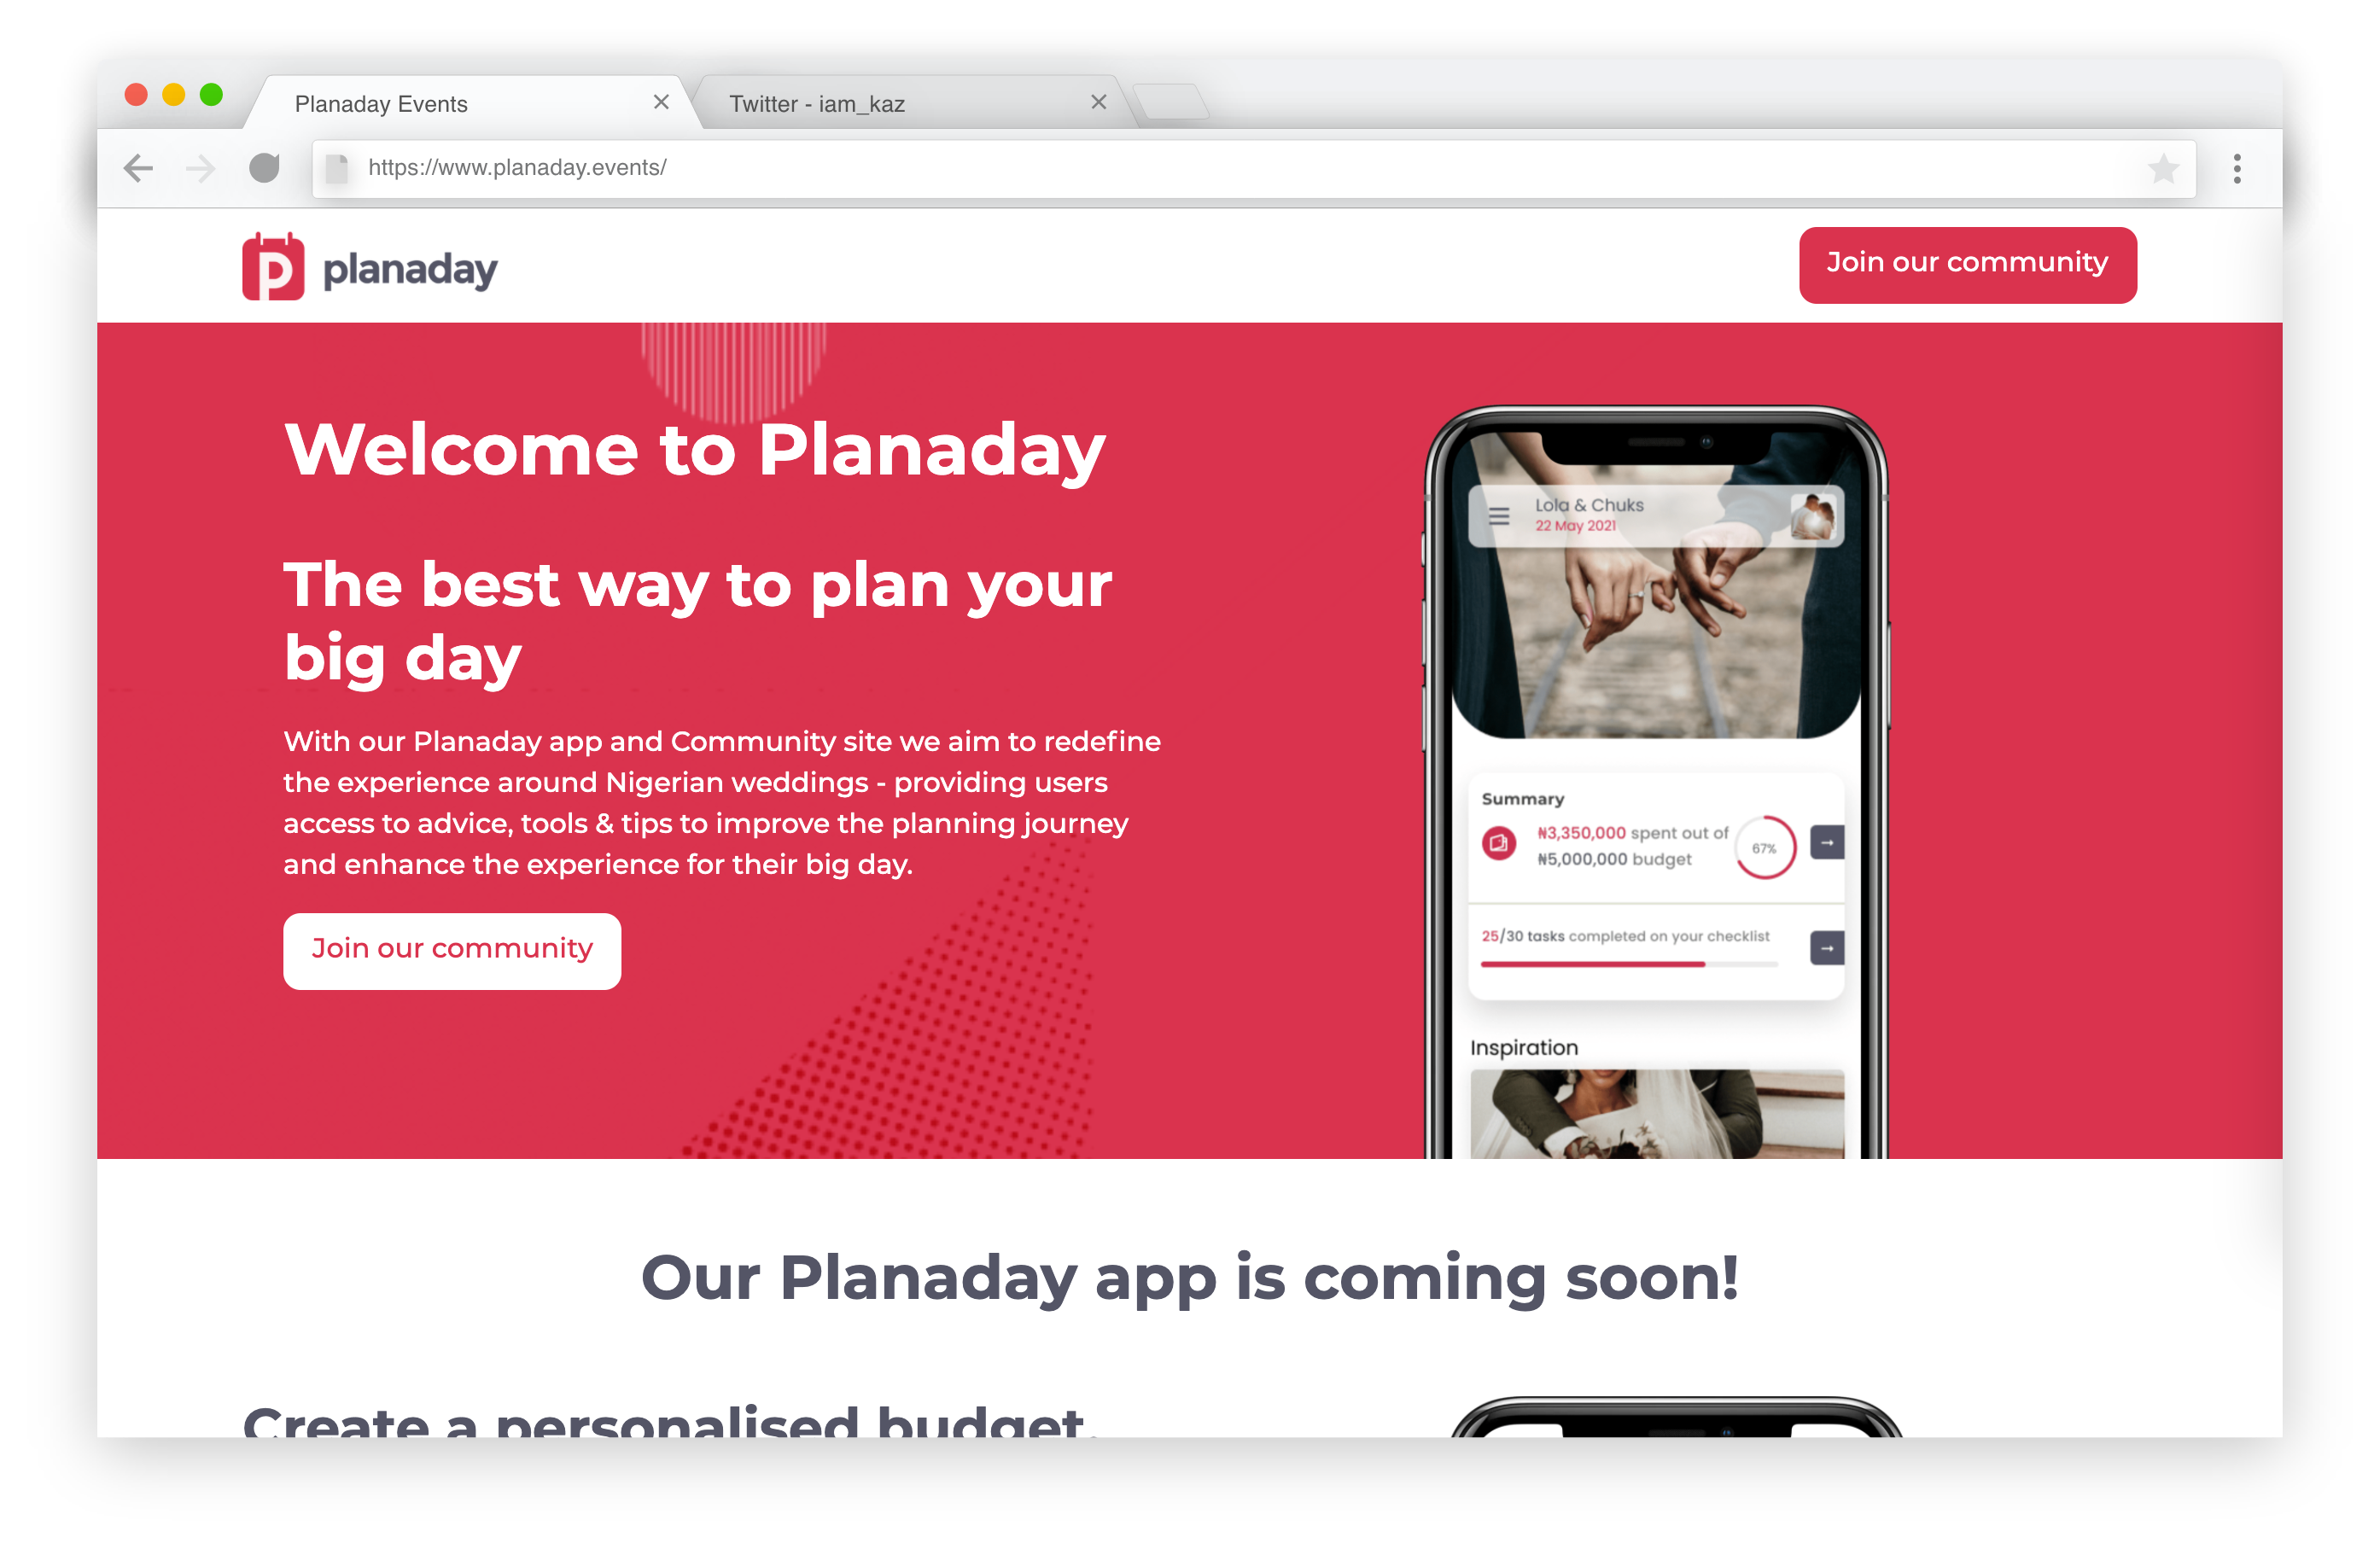 Planaday Events
Twitter - iam_kaz
https://www.planaday.events/
planaday
Join our community
Welcome to Planaday
The best way to plan your
big day
With our Planaday app and Community site we aim to redefine
the experience around Nigerian weddings - providing users
access to advice, tools & tips to improve the planning journey
and enhance the experience for their big day.
Join our community
Lola & Chuks
22 May 2021
Summary
₦3,350,000 spent out of
₦5,000,000 budget
67%
25/30 tasks completed on your checklist
Inspiration
Our Planaday app is coming soon!
Create a personalised budget.